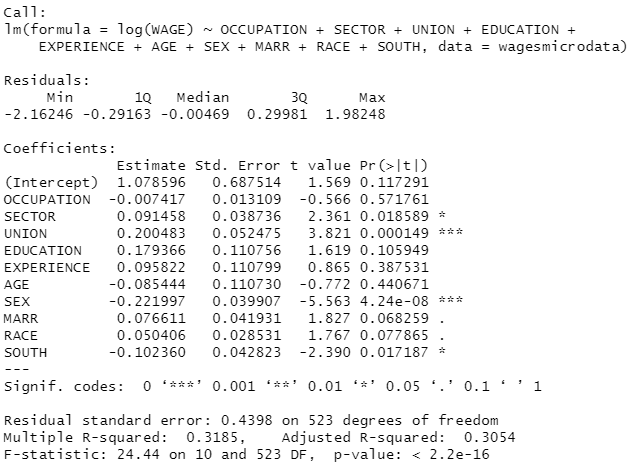 Call:
lm(formula = log(WAGE) ~ OCCUPATION + SECTOR + UNION + EDUCATION +
    EXPERIENCE + AGE + SEX + MARR + RACE + SOUTH, data = wagesmicrodata)
Residuals:
     Min       1Q   Median       3Q      Max
-2.16246 -0.29163 -0.00469  0.29981  1.98248
Coefficients:
             Estimate Std. Error t value Pr(>|t|)
(Intercept)  1.078596   0.687514   1.569 0.117291
OCCUPATION  -0.007417   0.013109  -0.566 0.571761
SECTOR       0.091458   0.038736   2.361 0.018589 *
UNION        0.200483   0.052475   3.821 0.000149 ***
EDUCATION    0.179366   0.110756   1.619 0.105949
EXPERIENCE   0.095822   0.110799   0.865 0.387531
AGE         -0.085444   0.110730  -0.772 0.440671
SEX         -0.221997   0.039907  -5.563 4.24e-08 ***
MARR         0.076611   0.041931   1.827 0.068259 .
RACE         0.050406   0.028531   1.767 0.077865 .
SOUTH       -0.102360   0.042823  -2.390 0.017187 *
---
Signif. codes:  0 ‘***’ 0.001 ‘**’ 0.01 ‘*’ 0.05 ‘.’ 0.1 ‘ ’ 1
Residual standard error: 0.4398 on 523 degrees of freedom
Multiple R-squared:  0.3185,    Adjusted R-squared:  0.3054
F-statistic: 24.44 on 10 and 523 DF,  p-value: < 2.2e-16